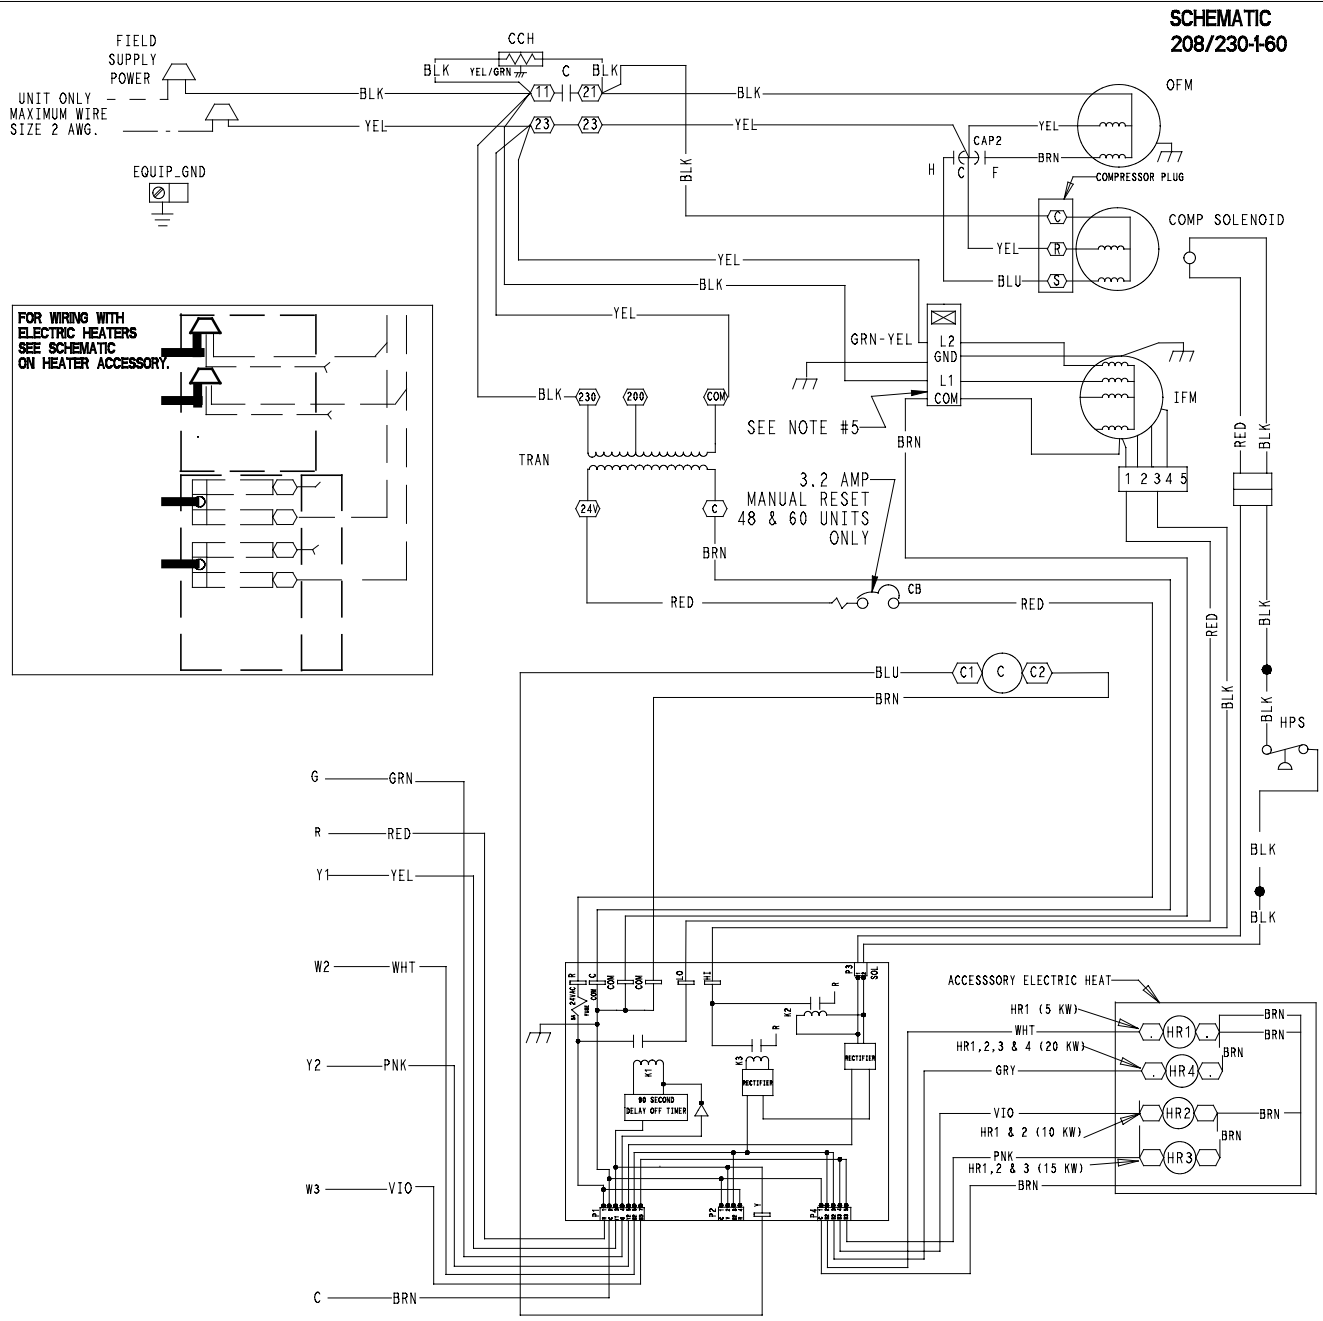 SCHEMATIC
208/230-1-60
FIELD
SUPPLY
POWER
UNIT ONLY
MAXIMUM WIRE
SIZE 2 AWG.
EQUIP_GND
CCH
BLK
YEL/GRN
C
BLK
11
21
23
23
BLK
YEL
BLK
YEL
OFM
YEL
CAP2
BRN
H
C
F
COMPRESSOR PLUG
BLK
C
R
S
YEL
BLU
COMP SOLENOID
YEL
BLK
YEL
FOR WIRING WITH
ELECTRIC HEATERS
SEE SCHEMATIC
ON HEATER ACCESSORY.
GRN-YEL
L2
GND
L1
COM
IFM
SEE NOTE #5
BRN
BLK
230
200
COM
TRAN
24V
C
BRN
3.2 AMP
MANUAL RESET
48 & 60 UNITS
ONLY
1 2 3 4 5
RED
BLK
RED
CB
RED
RED
BLK
BLK
BLK
HPS
BLK
BLK
BLU
C1
C
C2
BRN
G
GRN
R
RED
Y1
YEL
W2
WHT
Y2
PNK
W3
VIO
C
BRN
R
C
COM
COM
COM
LO
HI
P3
SOL
24VAC
FUSE
R
K2
R
K3
K1
RECTIFIER
RECTIFIER
90 SECOND
DELAY OFF TIMER
P1
P2
Y
P4
ACCESSSORY ELECTRIC HEAT
HR1 (5 KW)
WHT
HR1
BRN
BRN
HR1,2,3 & 4 (20 KW)
GRY
HR4
BRN
VIO
HR2
BRN
HR1 & 2 (10 KW)
BRN
PNK
HR3
HR1,2 & 3 (15 KW)
BRN